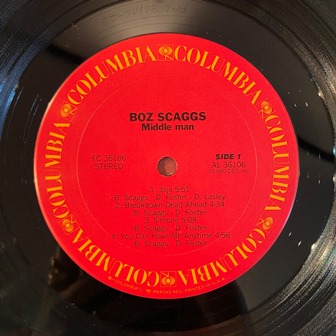 COLUMBIA COLUMBIA COLUMBIA COLUMBIA COLUMBIA COLUMBIA
BOZ SCAGGS
Middle man
FC 36106
STEREO
SIDE 1
AL 36106
1. Jojo 5:51
B. Scaggs - D. Foster - D. Lasley
2. Breakdown Dead Ahead 4:34
B. Scaggs - D. Foster
3. Simone 5:08
B. Scaggs - D. Foster
4. You Can Have Me Anytime 4:56
B. Scaggs - D. Foster